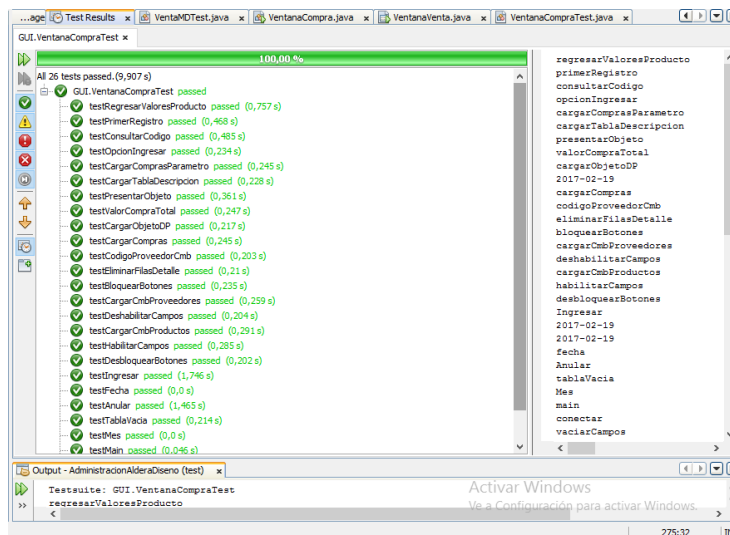 ...age Test Results x VentaMDTest.java x VentanaCompra.java x VentanaVenta.java x VentanaCompraTest.java x
GUI.VentanaCompraTest x
100,00 %
All 26 tests passed.(9,907 s)
GUI.VentanaCompraTest passed
testRegresarValoresProducto passed (0,757 s)
testPrimerRegistro passed (0,468 s)
testConsultarCodigo passed (0,485 s)
testOpcionIngresar passed (0,234 s)
testCargarComprasParametro passed (0,245 s)
testCargarTablaDescripcion passed (0,228 s)
testPresentarObjeto passed (0,361 s)
testValorCompraTotal passed (0,247 s)
testCargarObjetoDP passed (0,217 s)
testCargarCompras passed (0,245 s)
testCodigoProveedorCmb passed (0,203 s)
testEliminarFilasDetalle passed (0,21 s)
testBloquearBotones passed (0,235 s)
testCargarCmbProveedores passed (0,259 s)
testDeshabilitarCampos passed (0,204 s)
testCargarCmbProductos passed (0,291 s)
testHabilitarCampos passed (0,285 s)
testDesbloquearBotones passed (0,202 s)
testIngresar passed (1,746 s)
testFecha passed (0,0 s)
testAnular passed (1,465 s)
testTablaVacia passed (0,214 s)
testMes passed (0,0 s)
testMain passed (0,046 s)
regresarValoresProducto
primerRegistro
consultarCodigo
opcionIngresar
cargarComprasParametro
cargarTablaDescripcion
presentarObjeto
valorCompraTotal
cargarObjetoDP
2017-02-19
cargarCompras
codigoProveedorCmb
eliminarFilasDetalle
bloquearBotones
cargarCmbProveedores
deshabilitarCampos
cargarCmbProductos
habilitarCampos
desbloquearBotones
Ingresar
2017-02-19
2017-02-19
fecha
Anular
tablaVacia
Mes
main
conectar
vaciarCampos
Output - AdministracionAlderaDiseno (test) x
Testsuite: GUI.VentanaCompraTest
regresarValoresProducto
Activar Windows
Ve a Configuración para activar Windows.
275:32